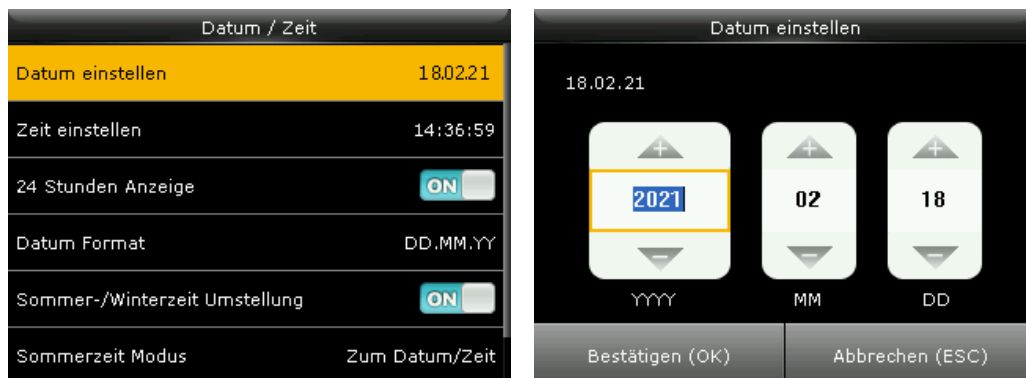 Datum / Zeit
Datum einstellen 18.02.21
Zeit einstellen 14:36:59
24 Stunden Anzeige ON
Datum Format DD.MM.YY
Sommer-/Winterzeit Umstellung ON
Sommerzeit Modus Zum Datum/Zeit
Datum einstellen
18.02.21
+ + +
2021 02 18
− − −
YYYY MM DD
Bestätigen (OK) Abbrechen (ESC)